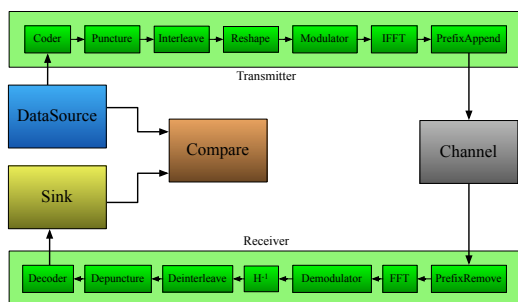 Coder Puncture Interleave Reshape Modulator IFFT PrefixAppend
Transmitter
DataSource
Compare
Channel
Sink
Receiver
Decoder Depuncture Deinterleave H⁻¹ Demodulator FFT PrefixRemove